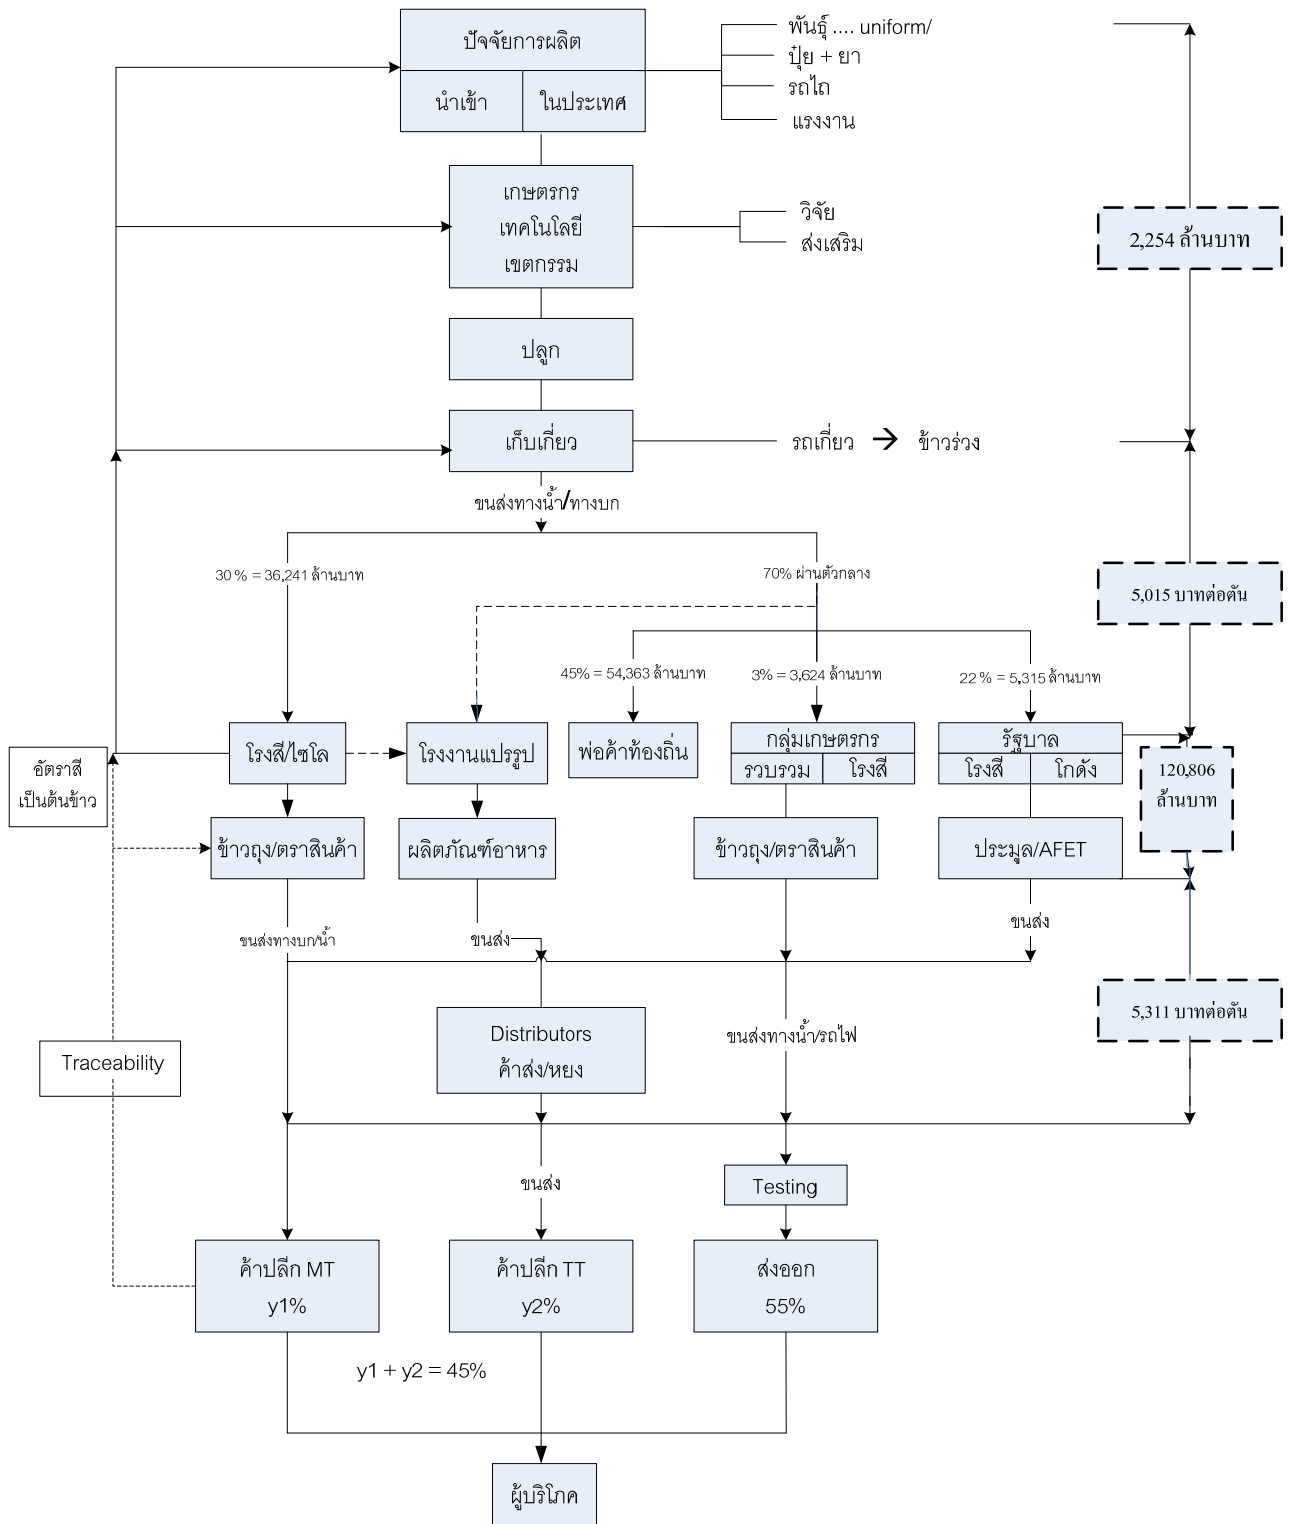 ปัจจัยการผลิต
นำเข้า
ในประเทศ
พันธุ์ .... uniform/
ปุ๋ย + ยา
รถไถ
แรงงาน
เกษตรกร
เทคโนโลยี
เขตกรรม
วิจัย
ส่งเสริม
2,254 ล้านบาท
ปลูก
เก็บเกี่ยว
รถเกี่ยว → ข้าวร่วง
ขนส่งทางน้ำ/ทางบก
30 % = 36,241 ล้านบาท
70% ผ่านตัวกลาง
5,015 บาทต่อตัน
45% = 54,363 ล้านบาท
3% = 3,624 ล้านบาท
22 % = 5,315 ล้านบาท
อัตราสี
เป็นต้นข้าว
โรงสี/ไซโล
โรงงานแปรรูป
พ่อค้าท้องถิ่น
กลุ่มเกษตรกร
รวบรวม
โรงสี
รัฐบาล
โรงสี
โกดัง
120,806
ล้านบาท
ข้าวถุง/ตราสินค้า
ผลิตภัณฑ์อาหาร
ข้าวถุง/ตราสินค้า
ประมูล/AFET
ขนส่งทางบก/น้ำ
ขนส่ง
ขนส่ง
5,311 บาทต่อตัน
Distributors
ค้าส่ง/หยง
ขนส่งทางน้ำ/รถไฟ
Traceability
ขนส่ง
Testing
ค้าปลีก MT
y1%
ค้าปลีก TT
y2%
ส่งออก
55%
y1 + y2 = 45%
ผู้บริโภค